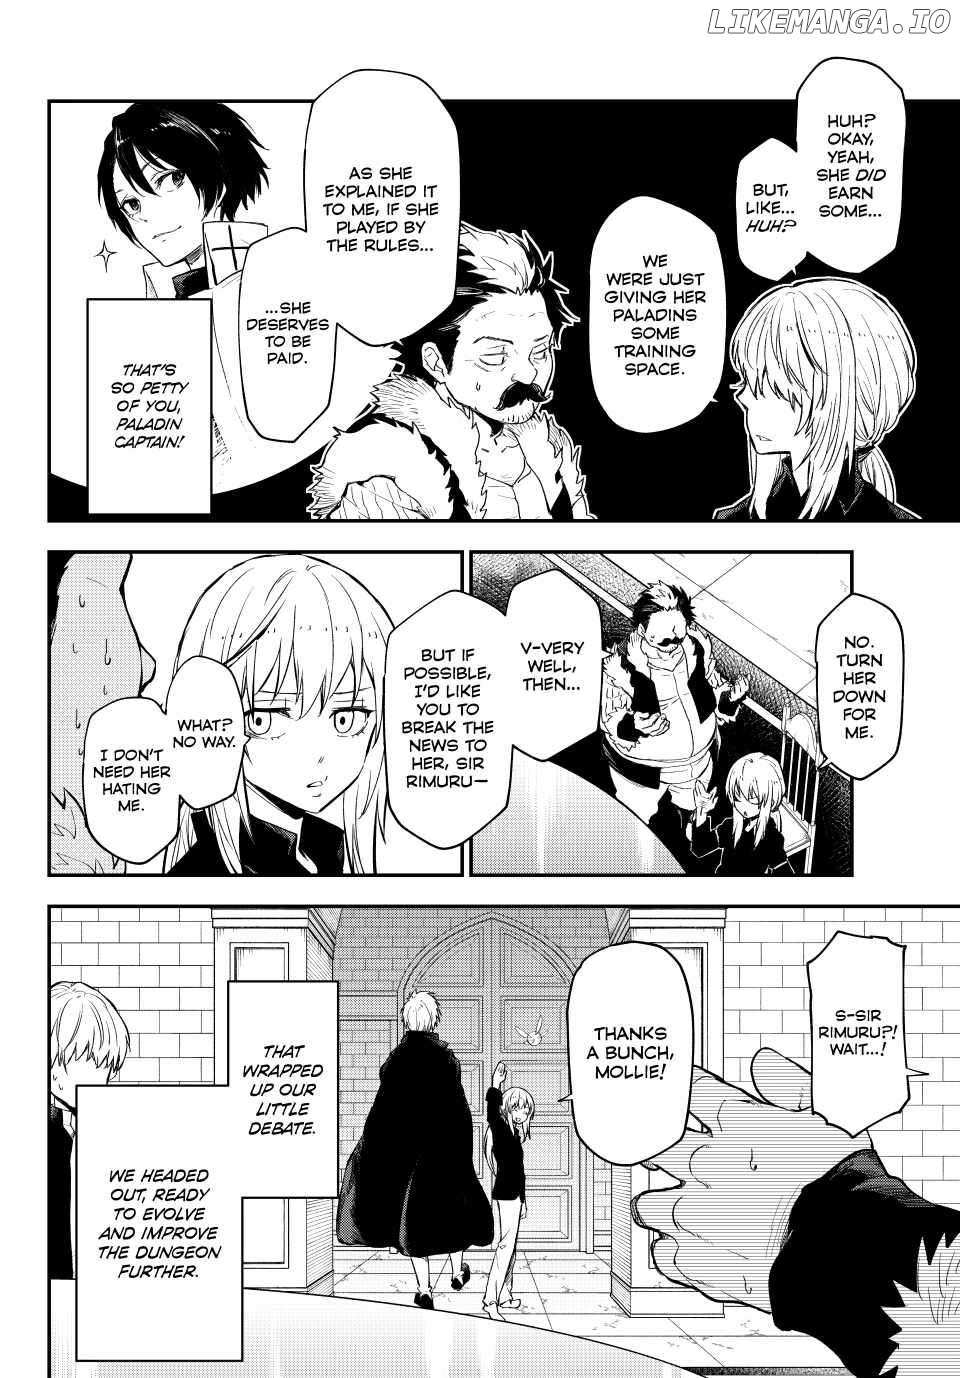 LIKEMANGA.IO
HUH?
OKAY,
YEAH,
SHE DID
EARN
SOME...
BUT,
LIKE...
HUH?
WE
WERE JUST
GIVING HER
PALADINS
SOME
TRAINING
SPACE.
AS SHE
EXPLAINED IT
TO ME, IF SHE
PLAYED BY
THE RULES...
...SHE
DESERVES
TO BE
PAID.
THAT'S
SO PETTY
OF YOU,
PALADIN
CAPTAIN!
NO.
TURN
HER
DOWN
FOR
ME.
V-VERY
WELL,
THEN...
BUT IF
POSSIBLE,
I'D LIKE
YOU TO
BREAK THE
NEWS TO
HER, SIR
RIMURU—
WHAT?
NO WAY.
I DON'T
NEED HER
HATING
ME.
S-SIR
RIMURU?!
WAIT...!
THANKS
A BUNCH,
MOLLIE!
THAT
WRAPPED
UP OUR
LITTLE
DEBATE.
WE HEADED
OUT, READY
TO EVOLVE
AND IMPROVE
THE DUNGEON
FURTHER.